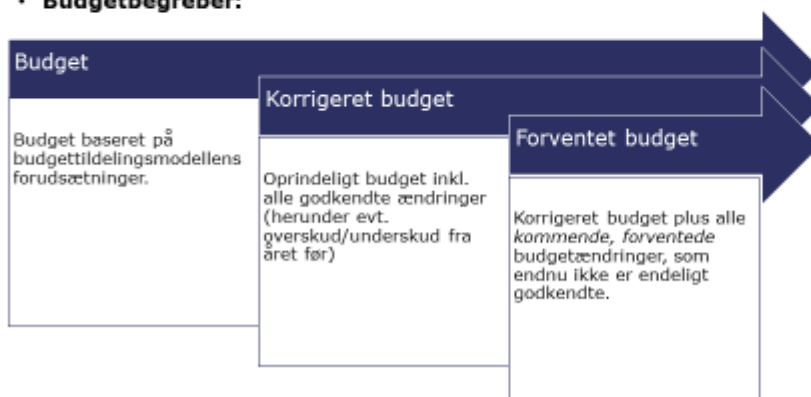 • Budgetbegreber:
Budget
Budget baseret på
budgettildelingsmodellens
forudsætninger.
Korrigeret budget
Oprindeligt budget inkl.
alle godkendte ændringer
(herunder evt.
overskud/underskud fra
året før)
Forventet budget
Korrigeret budget plus alle
kommende, forventede
budgetændringer, som
endnu ikke er endeligt
godkendte.